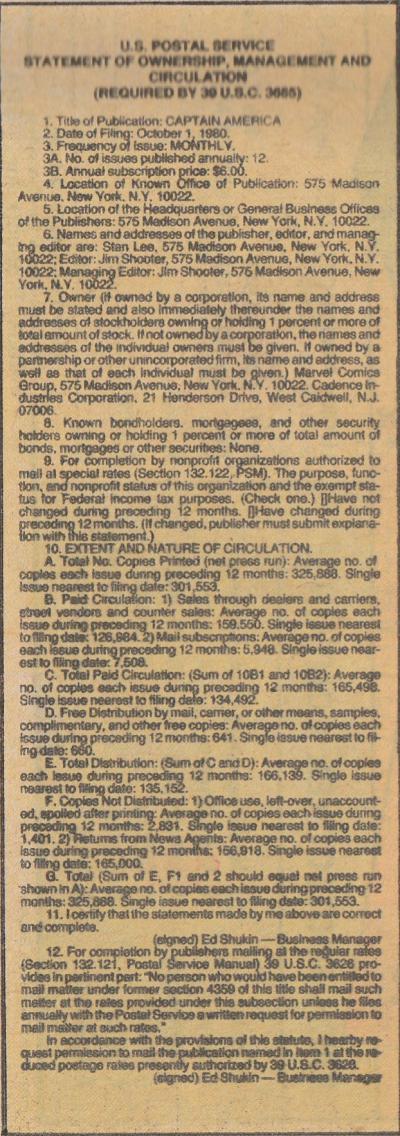 U.S. POSTAL SERVICE
STATEMENT OF OWNERSHIP, MANAGEMENT AND
CIRCULATION
(REQUIRED BY 39 U.S.C. 3685)
1. Title of Publication: CAPTAIN AMERICA
2. Date of Filing: October 1, 1980.
3. Frequency of issue: MONTHLY.
3A. No. of issues published annually: 12.
3B. Annual subscription price: $6.00.
4. Location of Known Office of Publication: 575 Madison
Avenue, New York, N.Y. 10022.
5. Location of the Headquarters or General Business Offices
of the Publishers: 575 Madison Avenue, New York, N.Y. 10022.
6. Names and addresses of the publisher, editor, and manag-
ing editor are: Stan Lee, 575 Madison Avenue, New York, N.Y.
10022; Editor: Jim Shooter, 575 Madison Avenue, New York, N.Y.
10022; Managing Editor: Jim Shooter, 575 Madison Avenue, New
York, N.Y. 10022.
7. Owner (If owned by a corporation, its name and address
must be stated and also immediately thereunder the names and
addresses of stockholders owning or holding 1 percent or more of
total amount of stock. If not owned by a corporation, the names and
addresses of the individual owners must be given. If owned by a
partnership or other unincorporated firm, its name and address, as
well as that of each individual must be given.) Marvel Comics
Group, 575 Madison Avenue, New York, N.Y. 10022. Cadence In-
dustries Corporation, 21 Henderson Drive, West Caldwell, N.J.
07006.
8. Known bondholders, mortgagees, and other security
holders owning or holding 1 percent or more of total amount of
bonds, mortgages or other securities: None.
9. For completion by nonprofit organizations authorized to
mail at special rates (Section 132.122, PSM). The purpose, func-
tion, and nonprofit status of this organization and the exempt sta-
tus for Federal income tax purposes. (Check one.) []Have not
changed during preceding 12 months. []Have changed during
preceding 12 months. (If changed, publisher must submit explana-
tion with this statement.)
10. EXTENT AND NATURE OF CIRCULATION.
A. Total No. Copies Printed (net press run): Average no. of
copies each issue during preceding 12 months: 325,888. Single
issue nearest to filing date: 301,553.
B. Paid Circulation: 1) Sales through dealers and carriers,
street vendors and counter sales: Average no. of copies each
issue during preceding 12 months: 159,550. Single issue nearest
to filing date: 126,984. 2) Mail subscriptions: Average no. of copies
each issue during preceding 12 months: 5,948. Single issue near-
est to filing date: 7,508.
C. Total Paid Circulation: (Sum of 10B1 and 10B2): Average
no. of copies each issue during preceding 12 months: 165,498.
Single issue nearest to filing date: 134,492.
D. Free Distribution by mail, carrier, or other means, samples,
complimentary, and other free copies: Average no. of copies each
issue during preceding 12 months: 641. Single issue nearest to fil-
ing date: 660.
E. Total Distribution: (Sum of C and D): Average no. of copies
each issue during preceding 12 months: 166,139. Single issue
nearest to filing date: 135,152.
F. Copies Not Distributed: 1) Office use, left-over, unaccount-
ed, spoiled after printing: Average no. of copies each issue during
preceding 12 months: 2,831. Single issue nearest to filing date:
1,401. 2) Returns from News Agents: Average no. of copies each
issue during preceding 12 months: 156,918. Single issue nearest
to filing date: 165,000.
G. Total (Sum of E, F1 and 2 should equal net press run
shown in A): Average no. of copies each issue during preceding 12
months: 325,888. Single issue nearest to filing date: 301,553.
11. I certify that the statements made by me above are correct
and complete.
(signed) Ed Shukin — Business Manager
12. For completion by publishers mailing at the regular rates
(Section 132.121, Postal Service Manual) 39 U.S.C. 3626 pro-
vides in pertinent part: "No person who would have been entitled to
mail matter under former section 4359 of this title shall mail such
matter at the rates provided under this subsection unless he files
annually with the Postal Service a written request for permission to
mail matter at such rates."
In accordance with the provisions of this statute, I hearby re-
quest permission to mail the publication named in item 1 at the re-
duced postage rates presently authorized by 39 U.S.C. 3626.
(signed) Ed Shukin — Business Manager